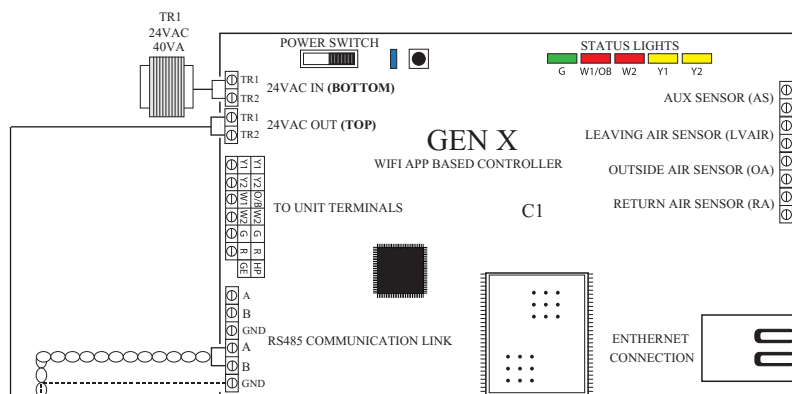 TR1
24VAC
40VA
POWER SWITCH
STATUS LIGHTS
G W1/OB W2 Y1 Y2
TR1
TR2
24VAC IN (BOTTOM)
TR1
TR2
24VAC OUT (TOP)
AUX SENSOR (AS)
LEAVING AIR SENSOR (LVAIR)
OUTSIDE AIR SENSOR (OA)
RETURN AIR SENSOR (RA)
GEN X
WIFI APP BASED CONTROLLER
C1
Y1 Y1
Y2 Y2
W1 O/B
W2 W2
G G
R R
GE HP
TO UNIT TERMINALS
A
B
GND
A
B
GND
RS485 COMMUNICATION LINK
ENTHERNET
CONNECTION